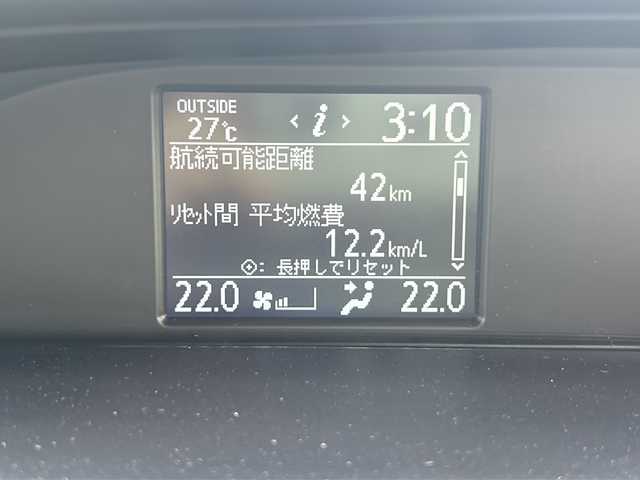 OUTSIDE
27℃ < i > 3:10
航続可能距離
42km
リセット間 平均燃費
12.2km/L
: 長押しでリセット
22.0 22.0